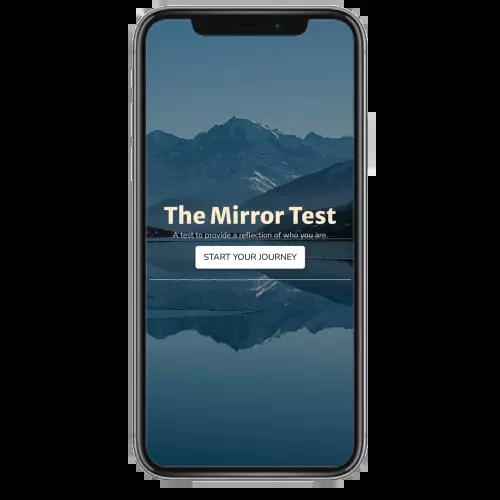 The Mirror Test
A test to provide a reflection of who you are.
START YOUR JOURNEY